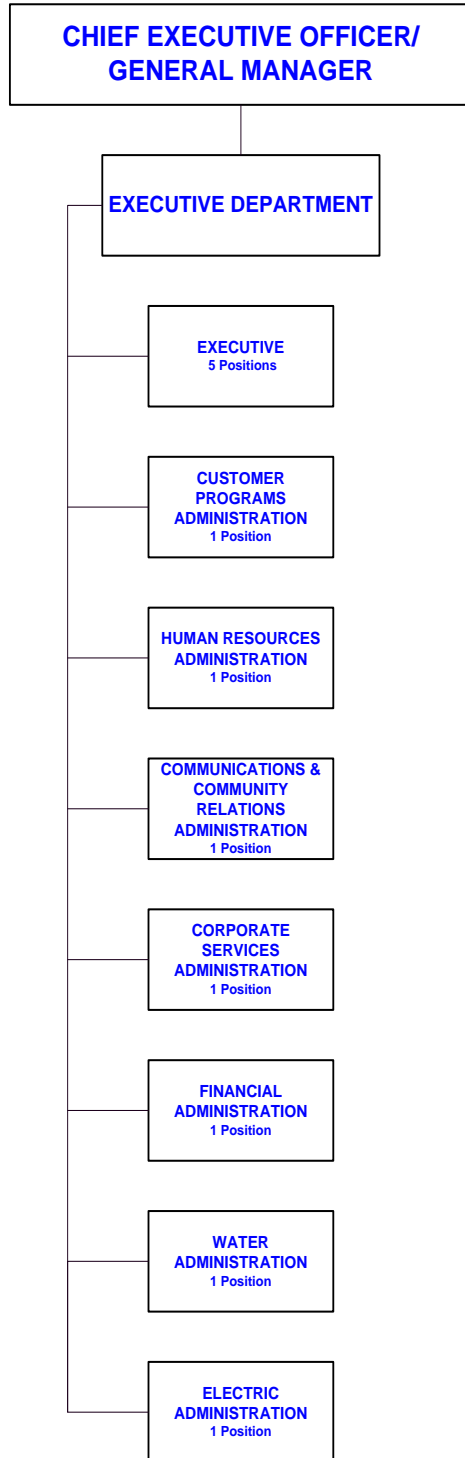 CHIEF EXECUTIVE OFFICER/
GENERAL MANAGER
EXECUTIVE DEPARTMENT
EXECUTIVE
5 Positions
CUSTOMER
PROGRAMS
ADMINISTRATION
1 Position
HUMAN RESOURCES
ADMINISTRATION
1 Position
COMMUNICATIONS &
COMMUNITY
RELATIONS
ADMINISTRATION
1 Position
CORPORATE
SERVICES
ADMINISTRATION
1 Position
FINANCIAL
ADMINISTRATION
1 Position
WATER
ADMINISTRATION
1 Position
ELECTRIC
ADMINISTRATION
1 Position